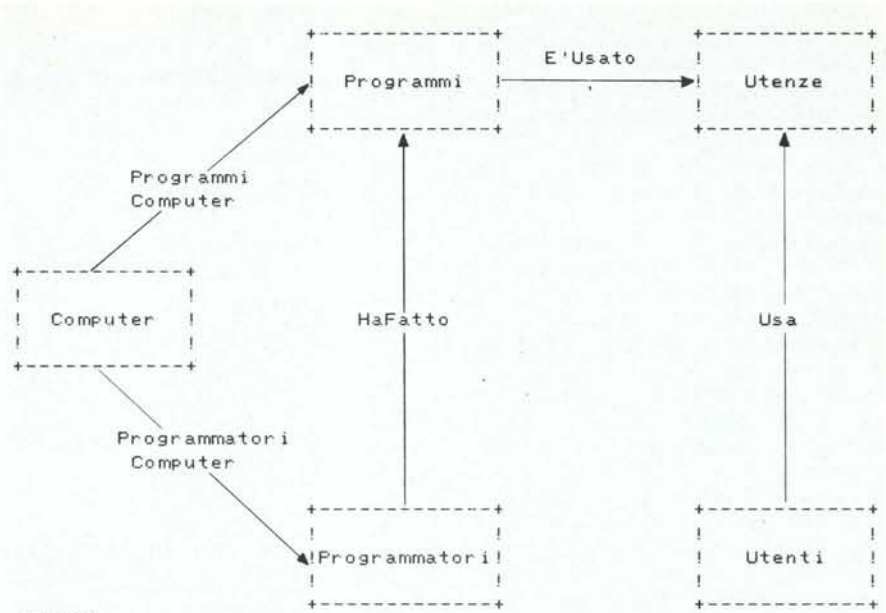 Programmi
E'Usato
Utenze
Programmi
Computer
Computer
HaFatto
Usa
Programmatori
Computer
Programmatori
Utenti